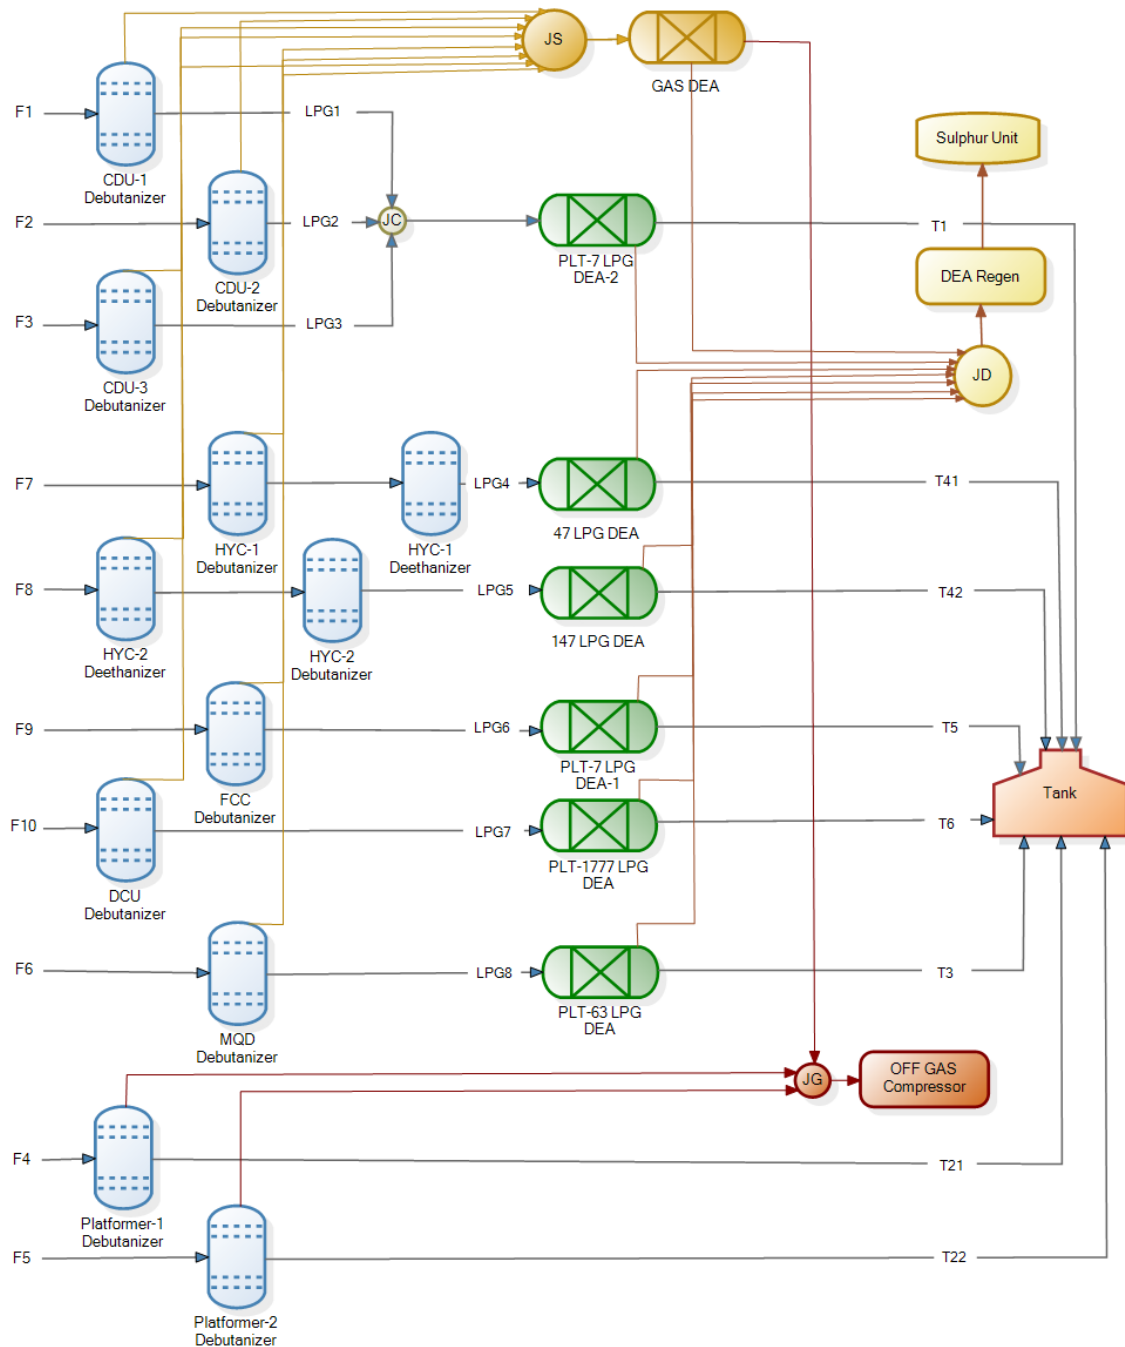 JS
GAS DEA
F1
LPG1
CDU-1
Debutanizer
Sulphur Unit
F2
LPG2
JC
T1
CDU-2
Debutanizer
PLT-7 LPG
DEA-2
DEA Regen
F3
LPG3
CDU-3
Debutanizer
JD
F7
LPG4
T41
HYC-1
Debutanizer
HYC-1
Deethanizer
47 LPG DEA
F8
LPG5
T42
HYC-2
Deethanizer
HYC-2
Debutanizer
147 LPG DEA
F9
LPG6
T5
FCC
Debutanizer
PLT-7 LPG
DEA-1
Tank
F10
LPG7
T6
DCU
Debutanizer
PLT-1777 LPG
DEA
F6
LPG8
T3
MQD
Debutanizer
PLT-63 LPG
DEA
JG
OFF GAS
Compressor
F4
T21
Platformer-1
Debutanizer
F5
T22
Platformer-2
Debutanizer